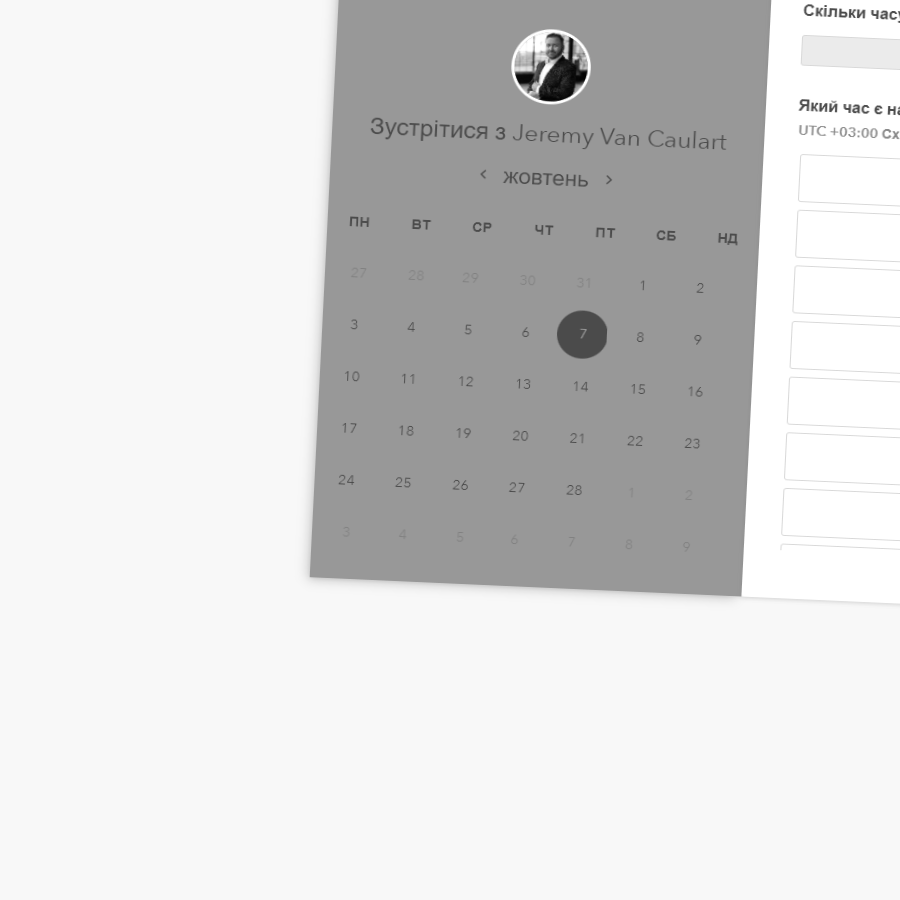 Зустрітися з Jeremy Van Caulart
жовтень
ПН ВТ СР ЧТ ПТ СБ НД
27 28 29 30 31 1 2
3 4 5 6 7 8 9
10 11 12 13 14 15 16
17 18 19 20 21 22 23
24 25 26 27 28 1 2
3 4 5 6 7 8 9
Скільки
Який час є
UTC +03:00